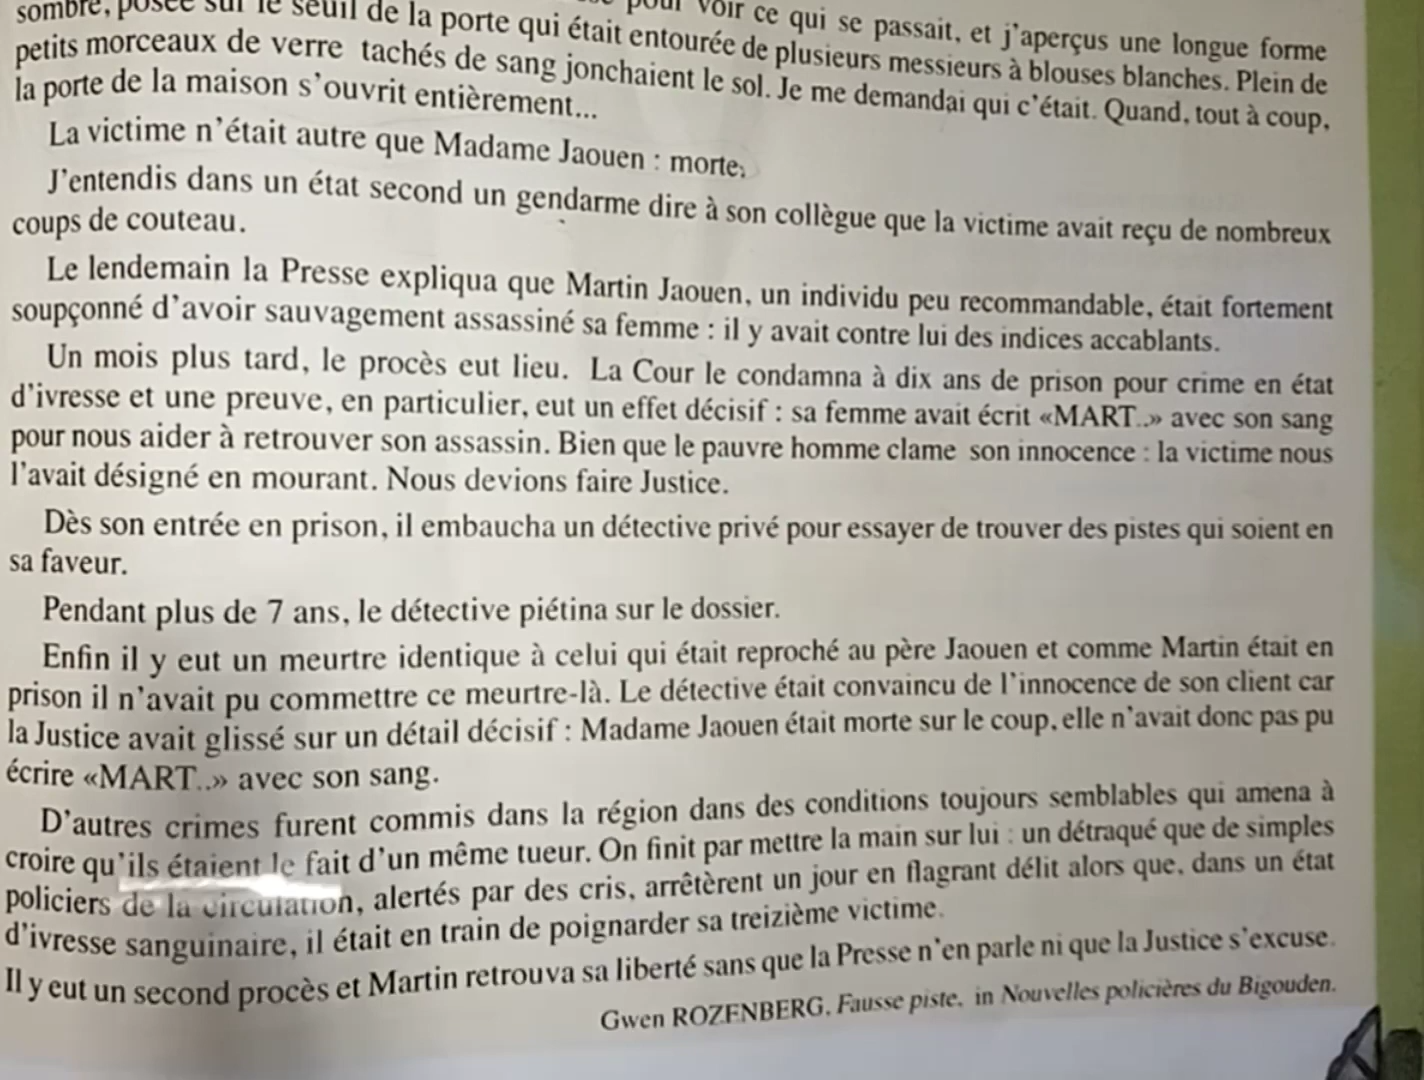 pour voir ce qui se passait, et j'aperçus une longue forme
sombre, posée sur le seuil de la porte qui était entourée de plusieurs messieurs à blouses blanches. Plein de
petits morceaux de verre tachés de sang jonchaient le sol. Je me demandai qui c'était. Quand, tout à coup,
la porte de la maison s'ouvrit entièrement...
La victime n'était autre que Madame Jaouen : morte.
J'entendis dans un état second un gendarme dire à son collègue que la victime avait reçu de nombreux
coups de couteau.
Le lendemain la Presse expliqua que Martin Jaouen, un individu peu recommandable, était fortement
soupçonné d'avoir sauvagement assassiné sa femme : il y avait contre lui des indices accablants.
Un mois plus tard, le procès eut lieu. La Cour le condamna à dix ans de prison pour crime en état
d'ivresse et une preuve, en particulier, eut un effet décisif : sa femme avait écrit «MART..» avec son sang
pour nous aider à retrouver son assassin. Bien que le pauvre homme clame son innocence : la victime nous
l'avait désigné en mourant. Nous devions faire Justice.
Dès son entrée en prison, il embaucha un détective privé pour essayer de trouver des pistes qui soient en
sa faveur.
Pendant plus de 7 ans, le détective piétina sur le dossier.
Enfin il y eut un meurtre identique à celui qui était reproché au père Jaouen et comme Martin était en
prison il n'avait pu commettre ce meurtre-là. Le détective était convaincu de l'innocence de son client car
la Justice avait glissé sur un détail décisif : Madame Jaouen était morte sur le coup, elle n'avait donc pas pu
écrire «MART..» avec son sang.
D'autres crimes furent commis dans la région dans des conditions toujours semblables qui amena à
croire qu'ils étaient le fait d'un même tueur. On finit par mettre la main sur lui : un détraqué que de simples
policiers de la circulation, alertés par des cris, arrêtèrent un jour en flagrant délit alors que, dans un état
d'ivresse sanguinaire, il était en train de poignarder sa treizième victime.
Il y eut un second procès et Martin retrouva sa liberté sans que la Presse n'en parle ni que la Justice s'excuse.
Gwen ROZENBERG, Fausse piste, in Nouvelles policières du Bigouden.